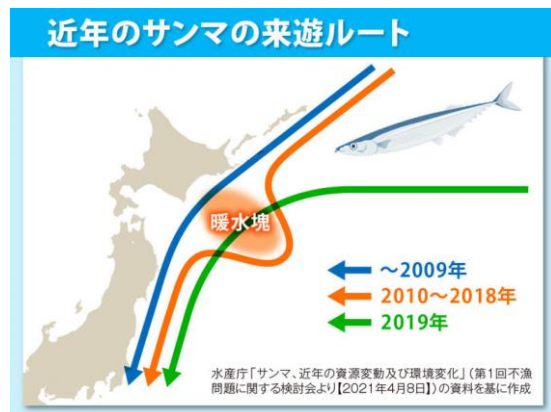 近年のサンマの来遊ルート
暖水塊
～2009年
2010～2018年
2019年
水産庁「サンマ、近年の資源変動及び環境変化」（第1回不漁
問題に関する検討会より【2021年4月8日】）の資料を基に作成